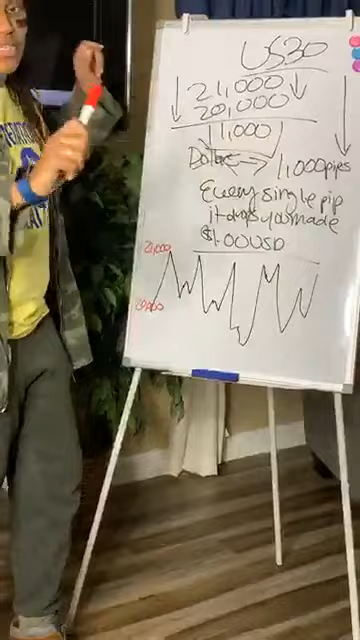 US30
21,000
20,000
1,000
Dollars → 1,000pips
Every single pip
it drops you made
$1.00USD
21,000
20,000